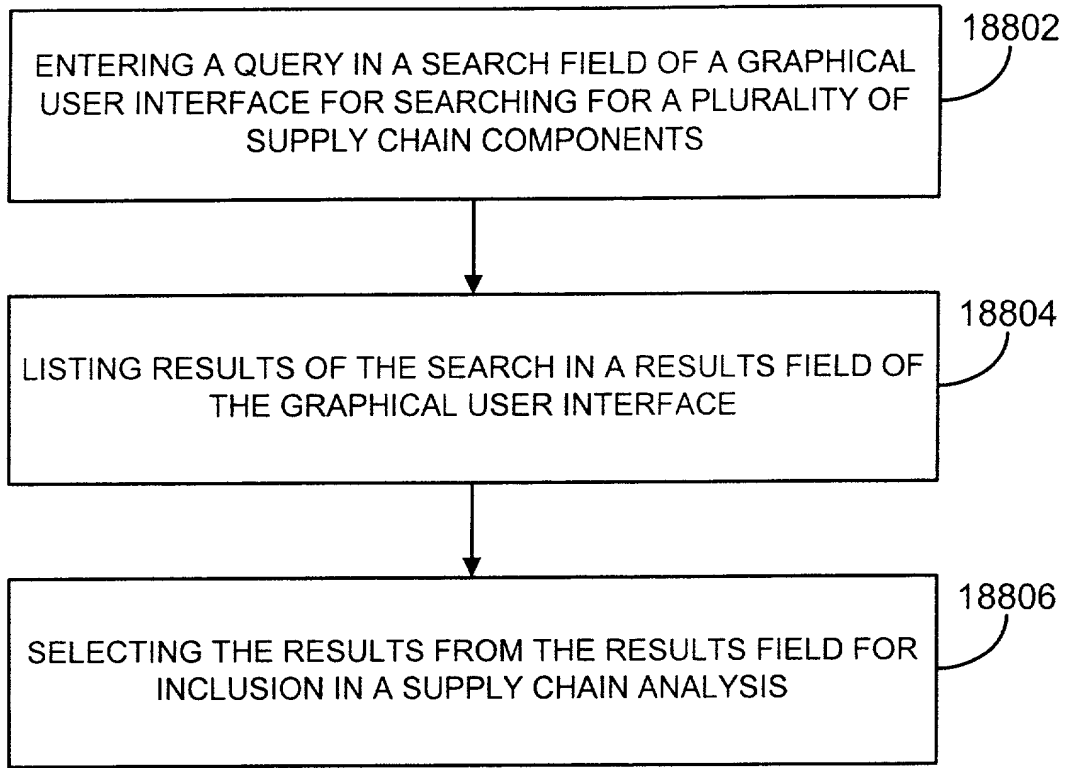 18802
ENTERING A QUERY IN A SEARCH FIELD OF A GRAPHICAL
USER INTERFACE FOR SEARCHING FOR A PLURALITY OF
SUPPLY CHAIN COMPONENTS
18804
LISTING RESULTS OF THE SEARCH IN A RESULTS FIELD OF
THE GRAPHICAL USER INTERFACE
18806
SELECTING THE RESULTS FROM THE RESULTS FIELD FOR
INCLUSION IN A SUPPLY CHAIN ANALYSIS